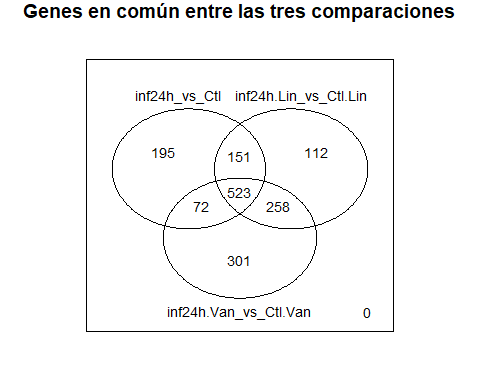 Genes en común entre las tres comparaciones
inf24h_vs_Ctl inf24h.Lin_vs_Ctl.Lin
195 151 112
523
72 258
301
inf24h.Van_vs_Ctl.Van 0